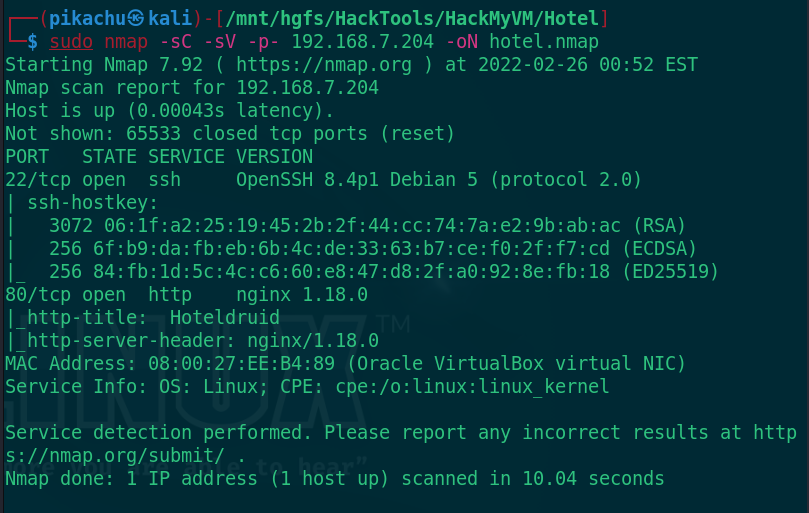 ┌──(pikachu㉿kali)-[/mnt/hgfs/HackTools/HackMyVM/Hotel]
└─$ sudo nmap -sC -sV -p- 192.168.7.204 -oN hotel.nmap
Starting Nmap 7.92 ( https://nmap.org ) at 2022-02-26 00:52 EST
Nmap scan report for 192.168.7.204
Host is up (0.00043s latency).
Not shown: 65533 closed tcp ports (reset)
PORT   STATE SERVICE VERSION
22/tcp open  ssh     OpenSSH 8.4p1 Debian 5 (protocol 2.0)
| ssh-hostkey:
|   3072 06:1f:a2:25:19:45:2b:2f:44:cc:74:7a:e2:9b:ab:ac (RSA)
|   256 6f:b9:da:fb:eb:6b:4c:de:33:63:b7:ce:f0:2f:f7:cd (ECDSA)
|_  256 84:fb:1d:5c:4c:c6:60:e8:47:d8:2f:a0:92:8e:fb:18 (ED25519)
80/tcp open  http    nginx 1.18.0
|_http-title:  Hoteldruid
|_http-server-header: nginx/1.18.0
MAC Address: 08:00:27:EE:B4:89 (Oracle VirtualBox virtual NIC)
Service Info: OS: Linux; CPE: cpe:/o:linux:linux_kernel

Service detection performed. Please report any incorrect results at http
s://nmap.org/submit/ .
Nmap done: 1 IP address (1 host up) scanned in 10.04 seconds
LINUX ™
able to hear”